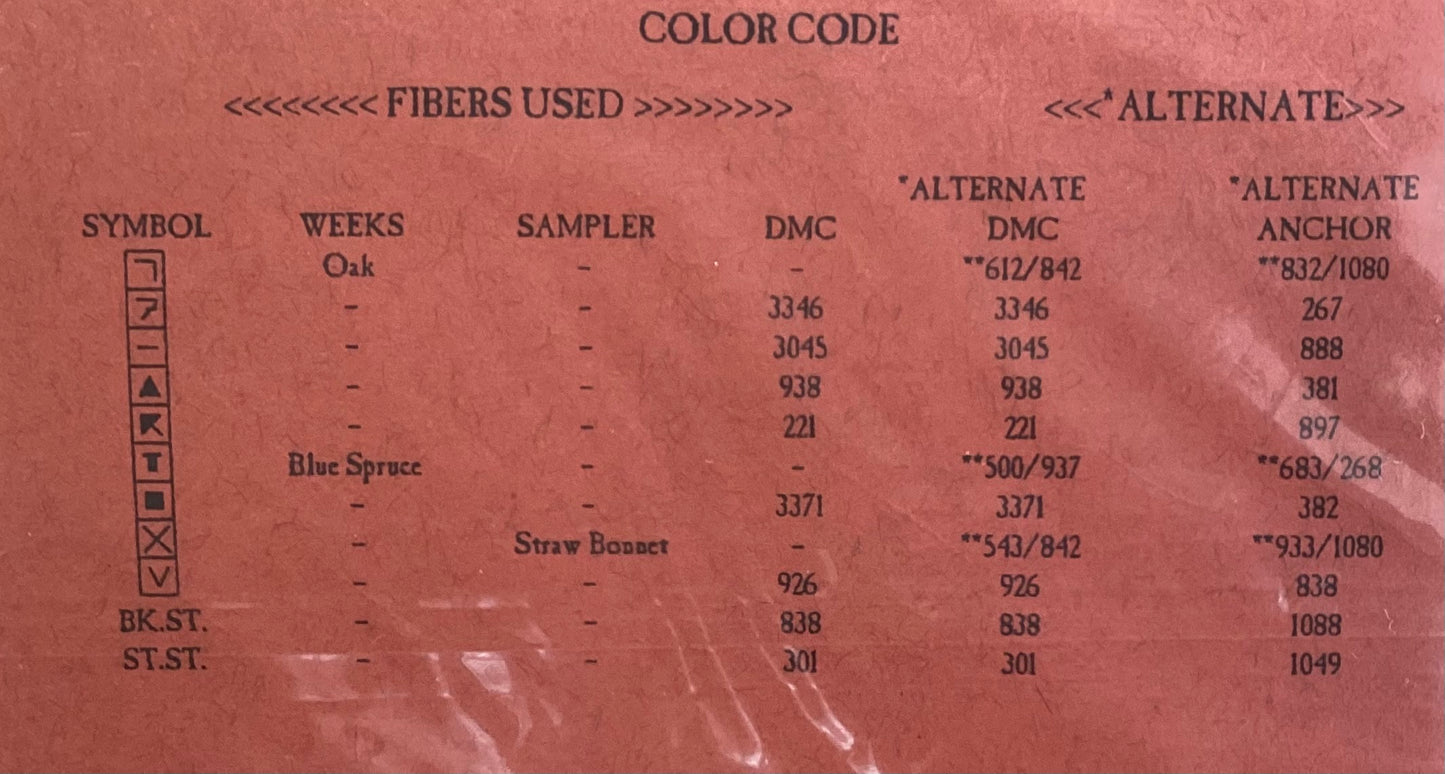 COLOR CODE
<<<<<<<< FIBERS USED >>>>>>>> <<<*ALTERNATE>>>
*ALTERNATE *ALTERNATE
SYMBOL WEEKS SAMPLER DMC DMC ANCHOR
Oak - - **612/842 **832/1080
- - 3346 3346 267
- - - 3045 3045 888
- - 938 938 381
- - 221 221 897
T Blue Spruce - - **500/937 **683/268
- - 3371 3371 382
X - Straw Bonnet - **543/842 **933/1080
V - - 926 926 838
BK.ST. - - 838 838 1088
ST.ST. - - 301 301 1049